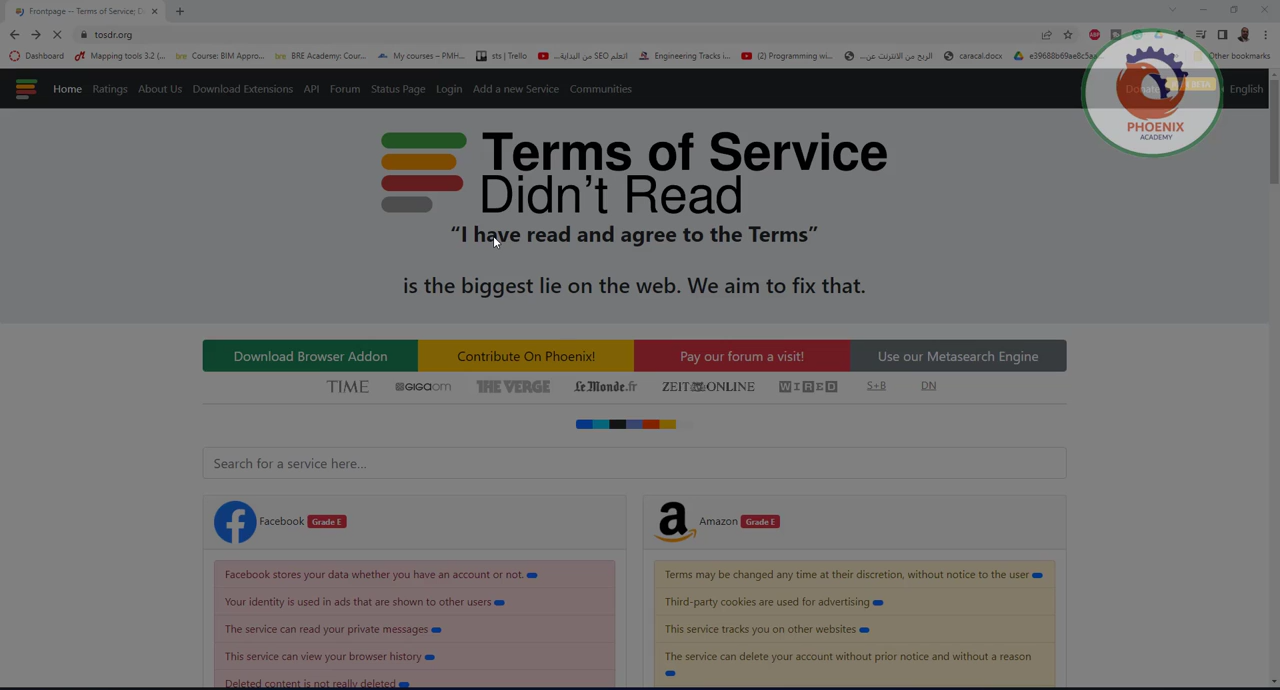 Frontpage -- Terms of Service; D
tosdr.org
Dashboard
Mapping tools 3.2 (...
Course: BIM Appro...
BRE Academy: Cour...
My courses – PMH...
sts | Trello
اتعلم SEO من البداية...
Engineering Tracks i...
(2) Programming wi...
الربح من الانترنت عن...
caracal.docx
e39688b69ae8c5a...
Other bookmarks
Home
Ratings
About Us
Download Extensions
API
Forum
Status Page
Login
Add a new Service
Communities
Donate
BETA
English
PHOENIX
ACADEMY
Terms of Service
Didn't Read
“I have read and agree to the Terms”
is the biggest lie on the web. We aim to fix that.
Download Browser Addon
Contribute On Phoenix!
Pay our forum a visit!
Use our Metasearch Engine
TIME
GIGAOM
THE VERGE
Le Monde.fr
ZEIT ONLINE
WIRED
S+B
DN
Search for a service here...
Facebook Grade E
Amazon Grade E
Facebook stores your data whether you have an account or not.
Your identity is used in ads that are shown to other users
The service can read your private messages
This service can view your browser history
Deleted content is not really deleted
Terms may be changed any time at their discretion, without notice to the user
Third-party cookies are used for advertising
This service tracks you on other websites
The service can delete your account without prior notice and without a reason